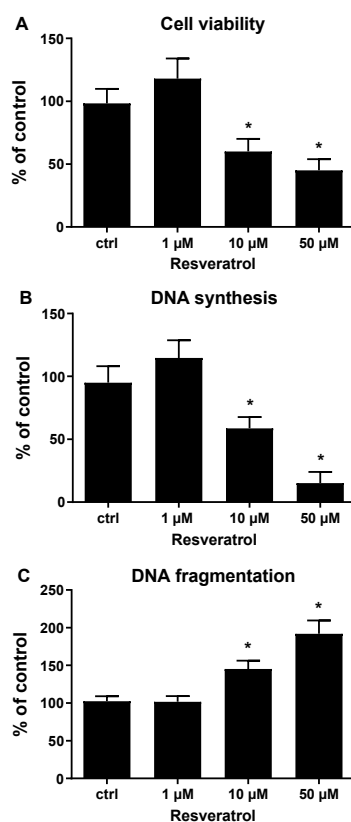 A
Cell viability
% of control
150
100
50
0
*
*
ctrl
1 µM
10 µM
50 µM
Resveratrol
B
DNA synthesis
% of control
150
100
50
0
*
*
ctrl
1 µM
10 µM
50 µM
Resveratrol
C
DNA fragmentation
% of control
250
200
150
100
50
0
*
*
ctrl
1 µM
10 µM
50 µM
Resveratrol